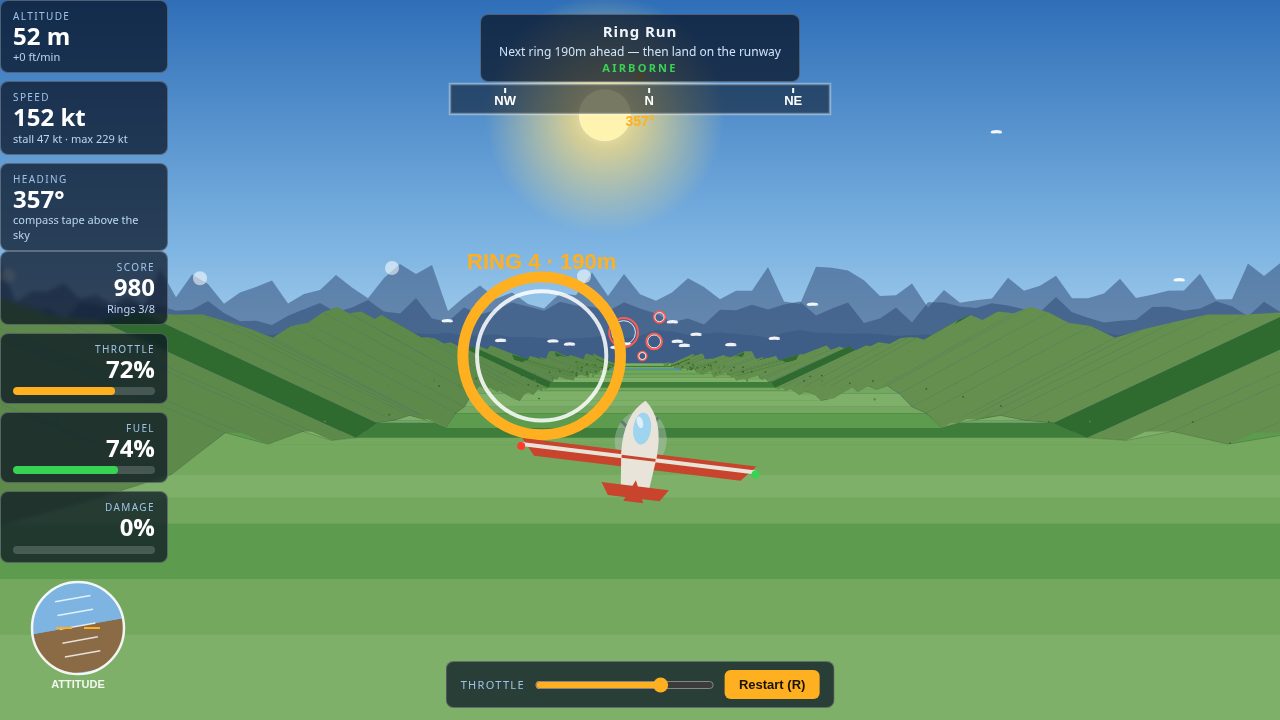 ALTITUDE
52 m
+0 ft/min
SPEED
152 kt
stall 47 kt · max 229 kt
HEADING
357°
compass tape above the
sky
SCORE
980
Rings 3/8
THROTTLE
72%
FUEL
74%
DAMAGE
0%
ATTITUDE
Ring Run
Next ring 190m ahead — then land on the runway
AIRBORNE
NW N NE
357°
RING 4 · 190m
THROTTLE
Restart (R)